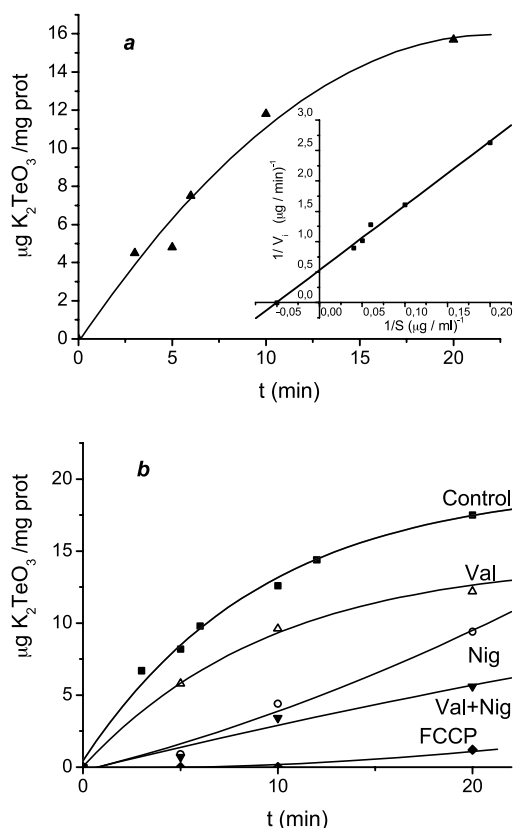 a
16
14
12
10
8
6
4
2
0
µg K2TeO3 /mg prot
0 5 10 15 20
t (min)
3,0
2,5
2,0
1,5
1,0
0,5
0,0
1/ Vi (µg / min)-1
-0,05 0,00 0,05 0,10 0,15 0,20
1/S (µg / ml)-1
b
20
15
10
5
0
µg K2TeO3 /mg prot
Control
Val
Nig
Val+Nig
FCCP
0 10 20
t (min)